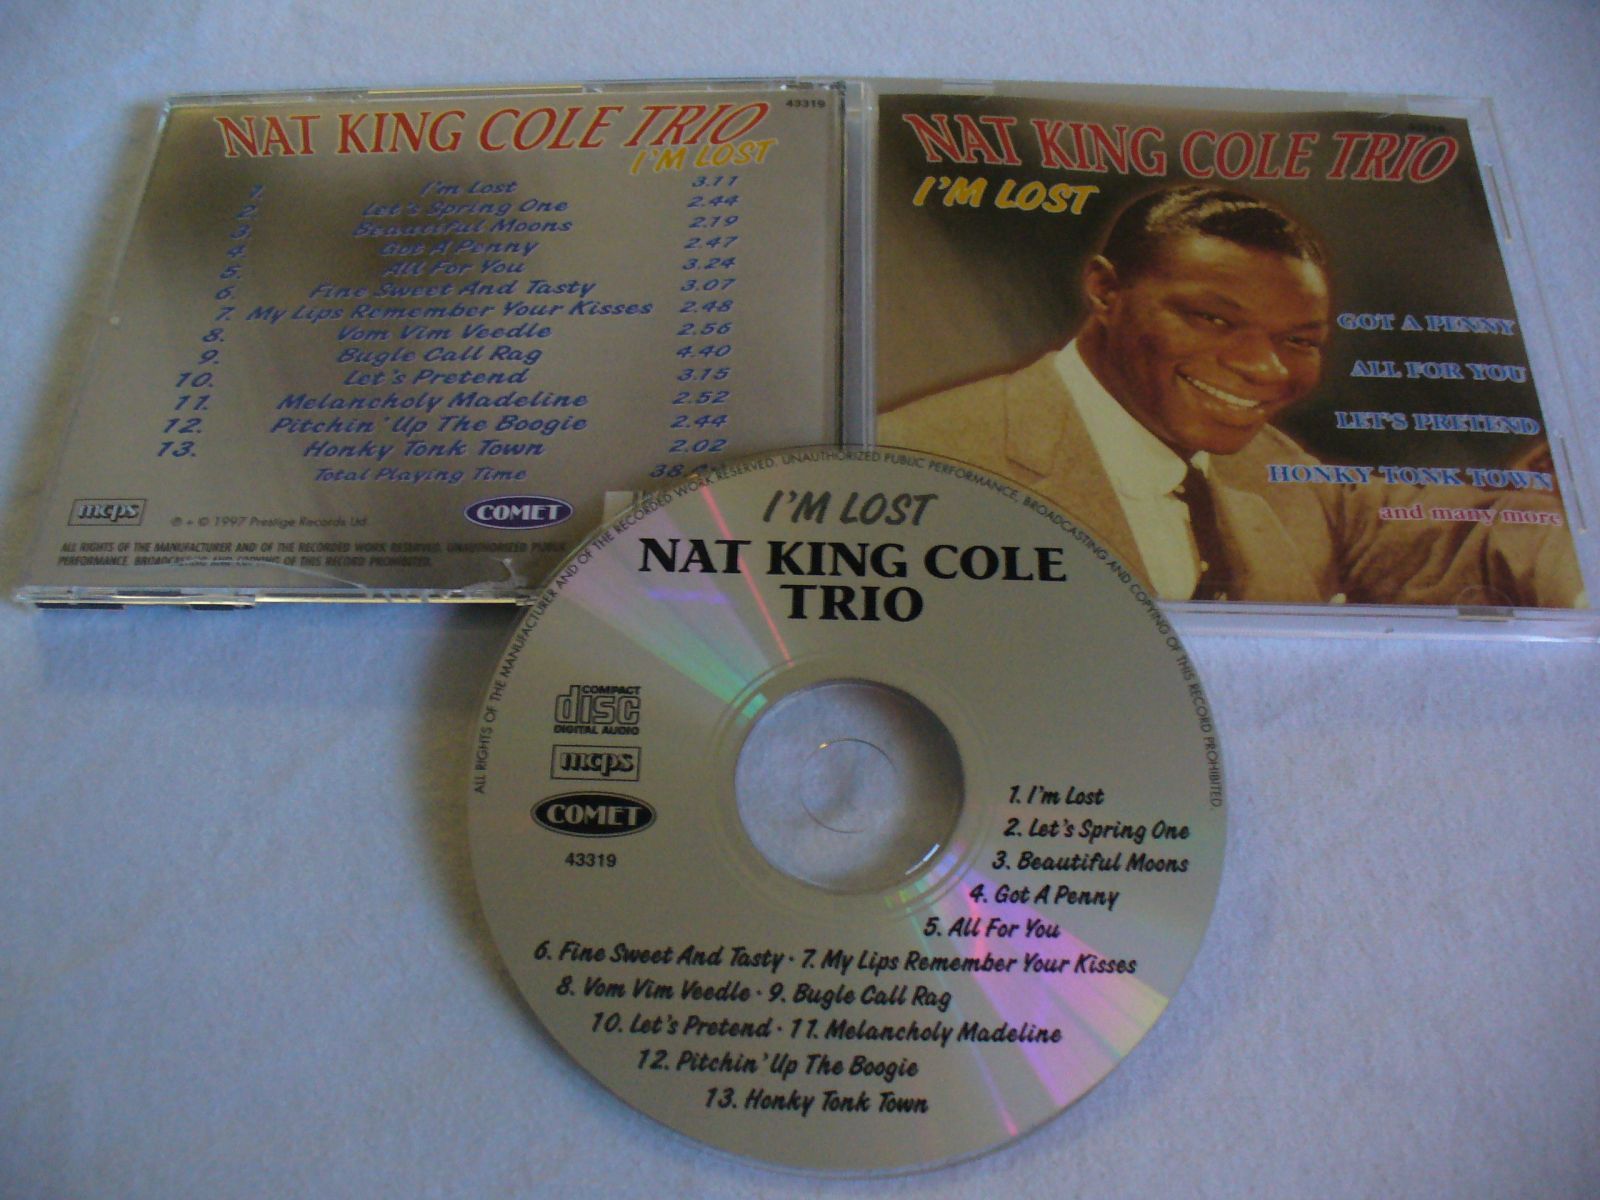 NAT KING COLE TRIO
43319
I'M LOST
1. I'm Lost 3.11
2. Let's Spring One 2.44
3. Beautiful Moons 2.19
4. Got A Penny 2.47
5. All For You 3.24
6. Fine Sweet And Tasty 3.07
7. My Lips Remember Your Kisses 2.48
8. Vom Vim Veedle 2.56
9. Bugle Call Rag 4.40
10. Let's Pretend 3.15
11. Melancholy Madeline 2.52
12. Pitchin' Up The Boogie 2.44
13. Honky Tonk Town 2.02
Total Playing Time 38.
mcps
℗ + © 1997 Prestige Records Ltd.
COMET
ALL RIGHTS OF THE MANUFACTURER AND OF THE RECORDED WORK RESERVED. UNAUTHORIZED PUBLIC
PERFORMANCE, BROADCASTING AND COPYING OF THIS RECORD PROHIBITED.
NAT KING COLE TRIO
I'M LOST
GOT A PENNY
ALL FOR YOU
LET'S PRETEND
HONKY TONK TOWN
and many more
ALL RIGHTS OF THE MANUFACTURER AND OF THE RECORDED WORK RESERVED. UNAUTHORIZED PUBLIC PERFORMANCE, BROADCASTING AND COPYING OF THIS RECORD PROHIBITED.
I'M LOST
NAT KING COLE
TRIO
COMPACT
disc
DIGITAL AUDIO
mcps
COMET
43319
1. I'm Lost
2. Let's Spring One
3. Beautiful Moons
4. Got A Penny
5. All For You
6. Fine Sweet And Tasty · 7. My Lips Remember Your Kisses
8. Vom Vim Veedle · 9. Bugle Call Rag
10. Let's Pretend · 11. Melancholy Madeline
12. Pitchin' Up The Boogie
13. Honky Tonk Town